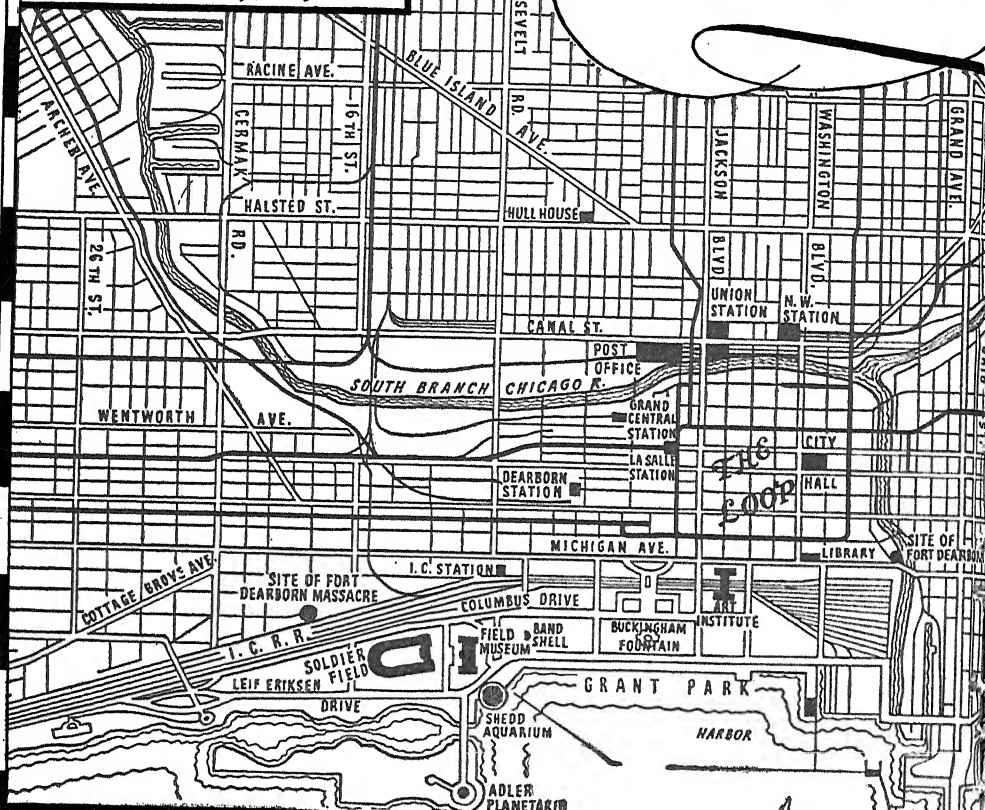 SEVELT
RD.
RACINE AVE.
BLUE ISLAND AVE.
16TH ST.
CERMAK
RD.
ARCHER AVE.
JACKSON
BLVD.
WASHINGTON
BLVD.
GRAND AVE.
HALSTED ST.
HULL HOUSE
26TH ST.
UNION
STATION
N.W.
STATION
CANAL ST.
POST
OFFICE
SOUTH BRANCH CHICAGO R.
WENTWORTH AVE.
GRAND
CENTRAL
STATION
LA SALLE
STATION
THE
LOOP
CITY
HALL
DEARBORN
STATION
MICHIGAN AVE.
LIBRARY
SITE OF
FORT DEARBORN
I.C. STATION
COTTAGE GROVE AVE.
SITE OF FORT
DEARBORN MASSACRE
COLUMBUS DRIVE
ART
INSTITUTE
I. C. R. R.
SOLDIER
FIELD
FIELD
MUSEUM
BAND
SHELL
BUCKINGHAM
FOUNTAIN
LEIF ERIKSEN
DRIVE
GRANT PARK
SHEDD
AQUARIUM
HARBOR
ADLER
PLANETARIUM